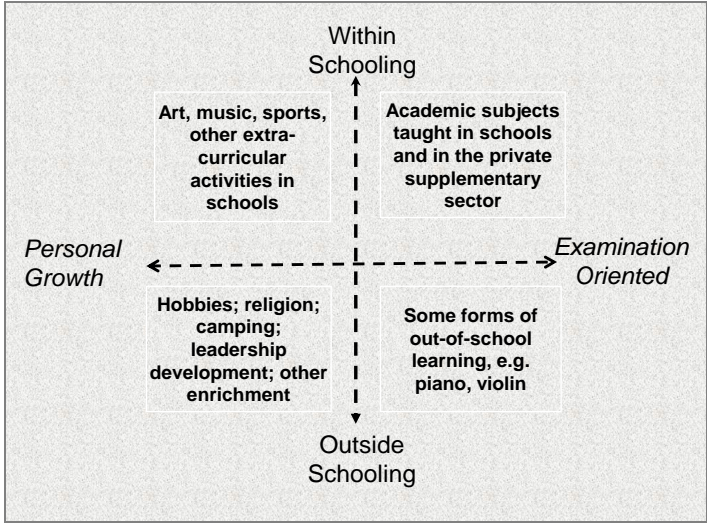 Within
Schooling
Art, music, sports,
other extra-
curricular
activities in
schools
Academic subjects
taught in schools
and in the private
supplementary
sector
Personal
Growth
Examination
Oriented
Hobbies; religion;
camping;
leadership
development; other
enrichment
Some forms of
out-of-school
learning, e.g.
piano, violin
Outside
Schooling